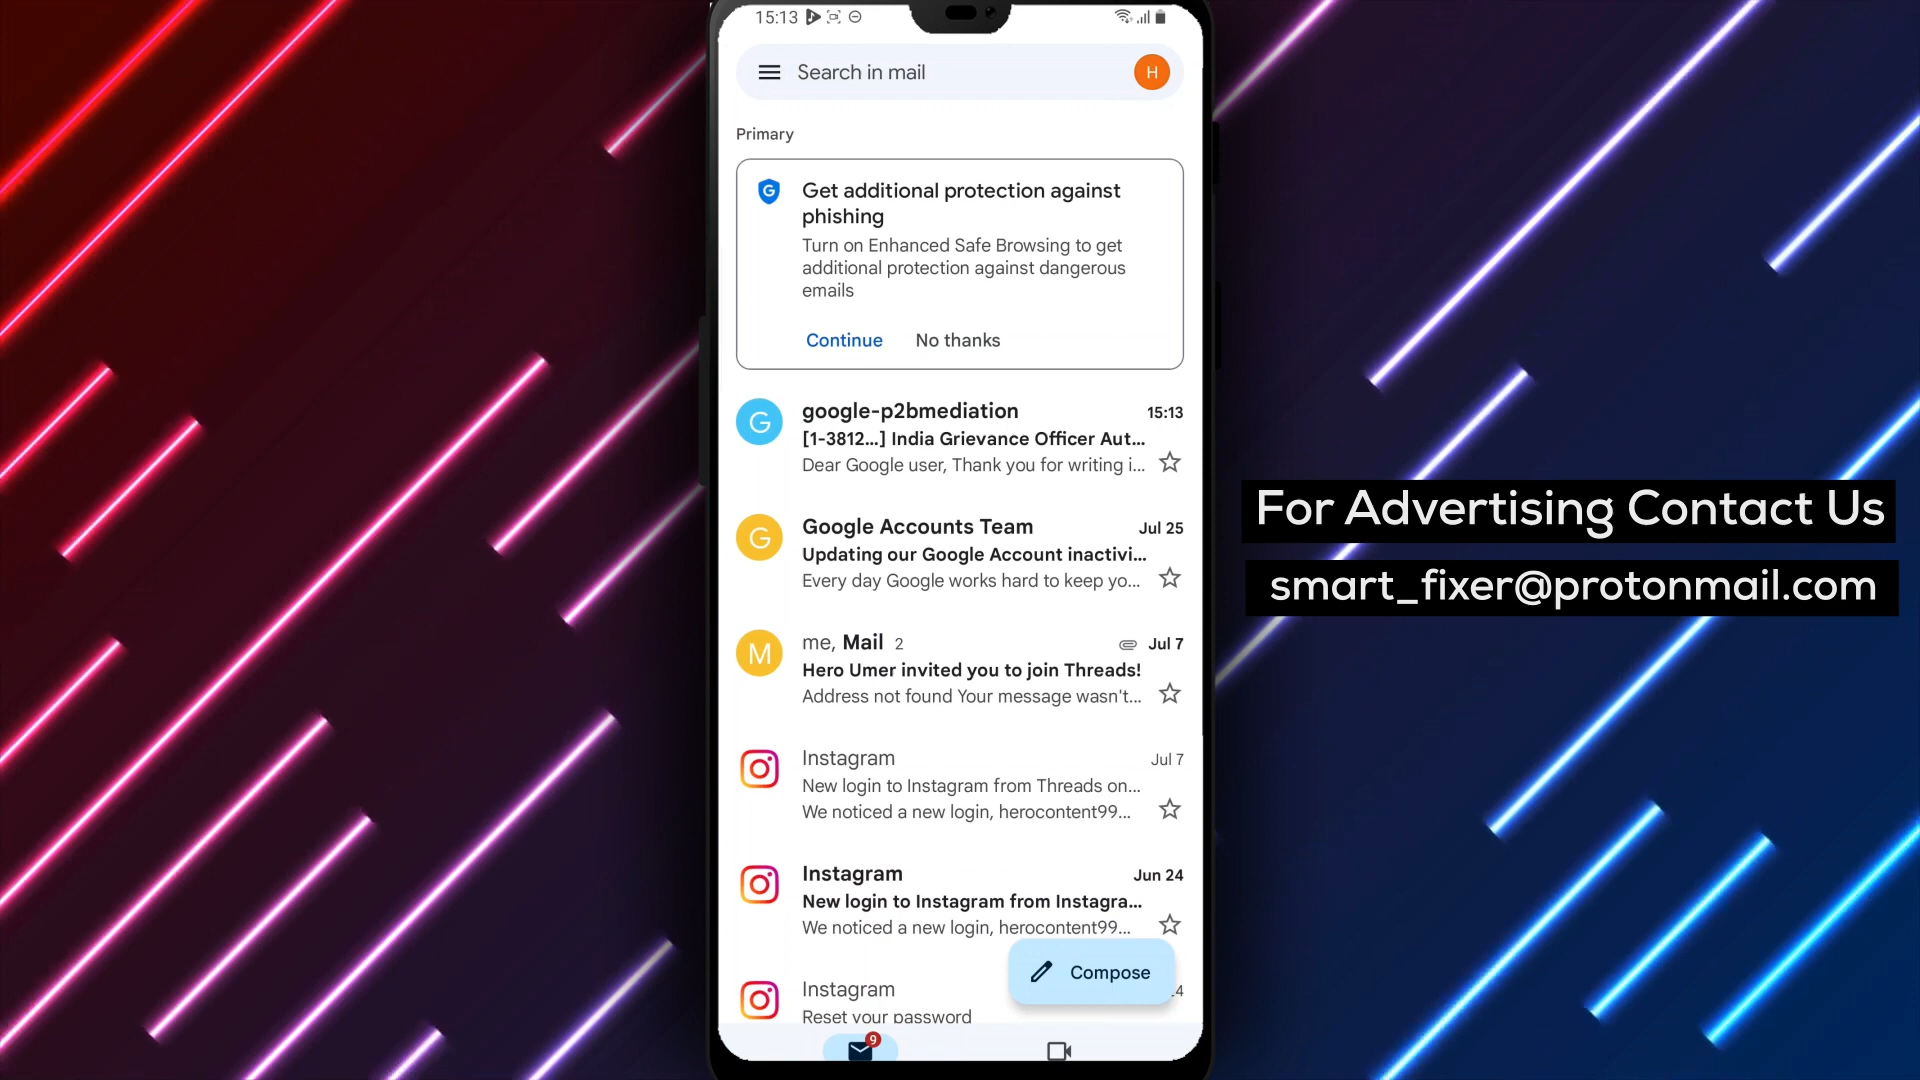 15:13
Search in mail
H
Primary
G
Get additional protection against
phishing
Turn on Enhanced Safe Browsing to get
additional protection against dangerous
emails
Continue
No thanks
G
google-p2bmediation
15:13
[1-3812...] India Grievance Officer Aut...
Dear Google user, Thank you for writing i...
G
Google Accounts Team
Jul 25
Updating our Google Account inactivi...
Every day Google works hard to keep yo...
M
me, Mail 2
Jul 7
Hero Umer invited you to join Threads!
Address not found Your message wasn't...
Instagram
Jul 7
New login to Instagram from Threads on...
We noticed a new login, herocontent99...
Instagram
Jun 24
New login to Instagram from Instagra...
We noticed a new login, herocontent99...
Instagram
4
Reset your password
Compose
9
For Advertising Contact Us
smart_fixer@protonmail.com